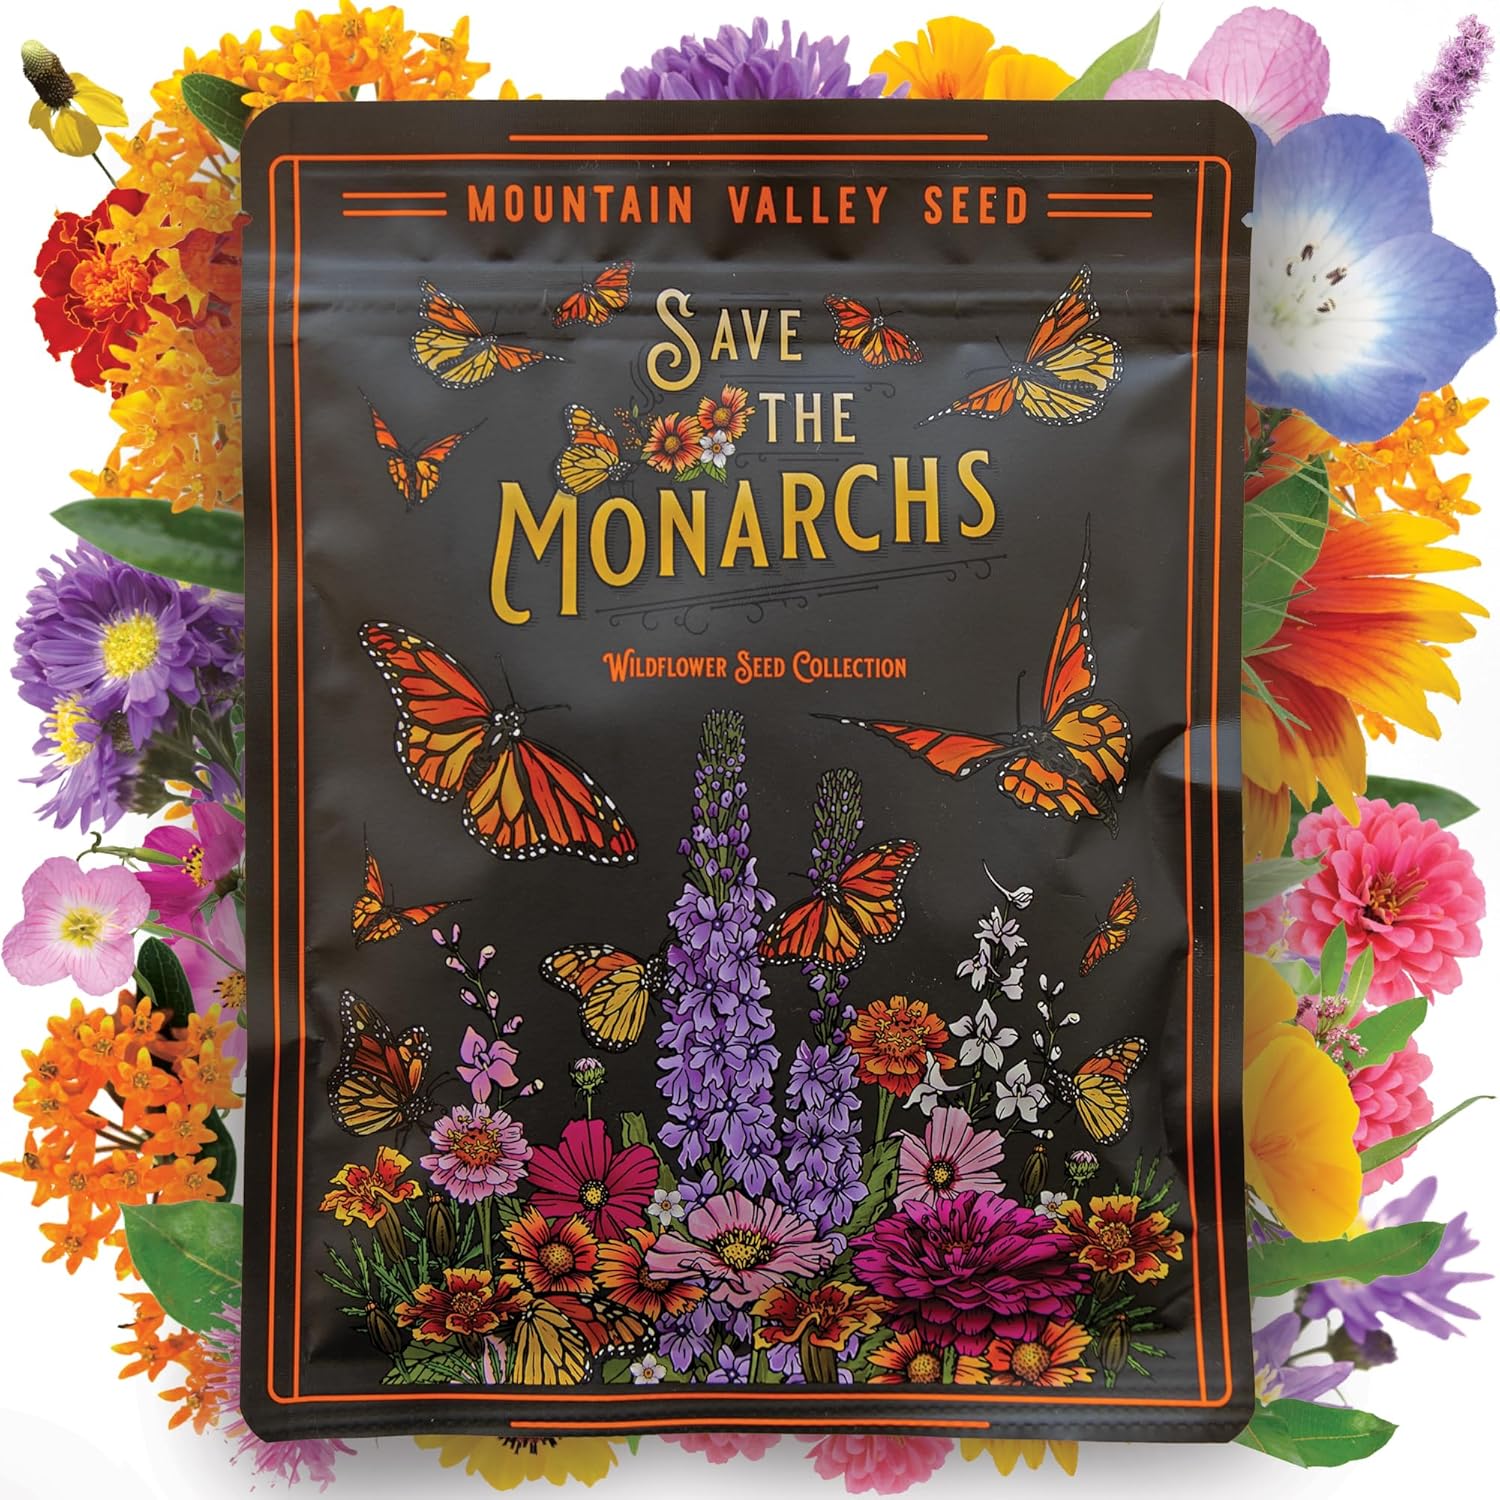 MOUNTAIN VALLEY SEED
SAVE
THE
MONARCHS
WILDFLOWER SEED COLLECTION